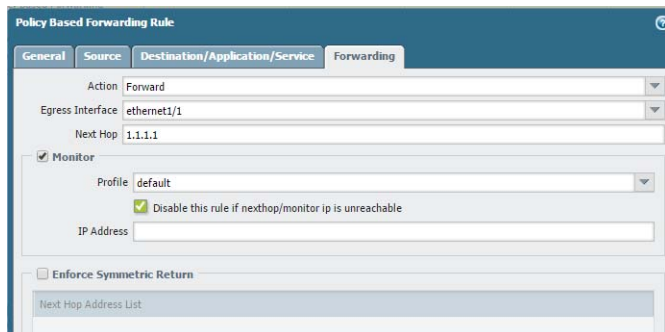 Policy Based Forwarding Rule
General Source Destination/Application/Service Forwarding
Action Forward
Egress Interface ethernet1/1
Next Hop 1.1.1.1
Monitor
Profile default
Disable this rule if nexthop/monitor ip is unreachable
IP Address
Enforce Symmetric Return
Next Hop Address List